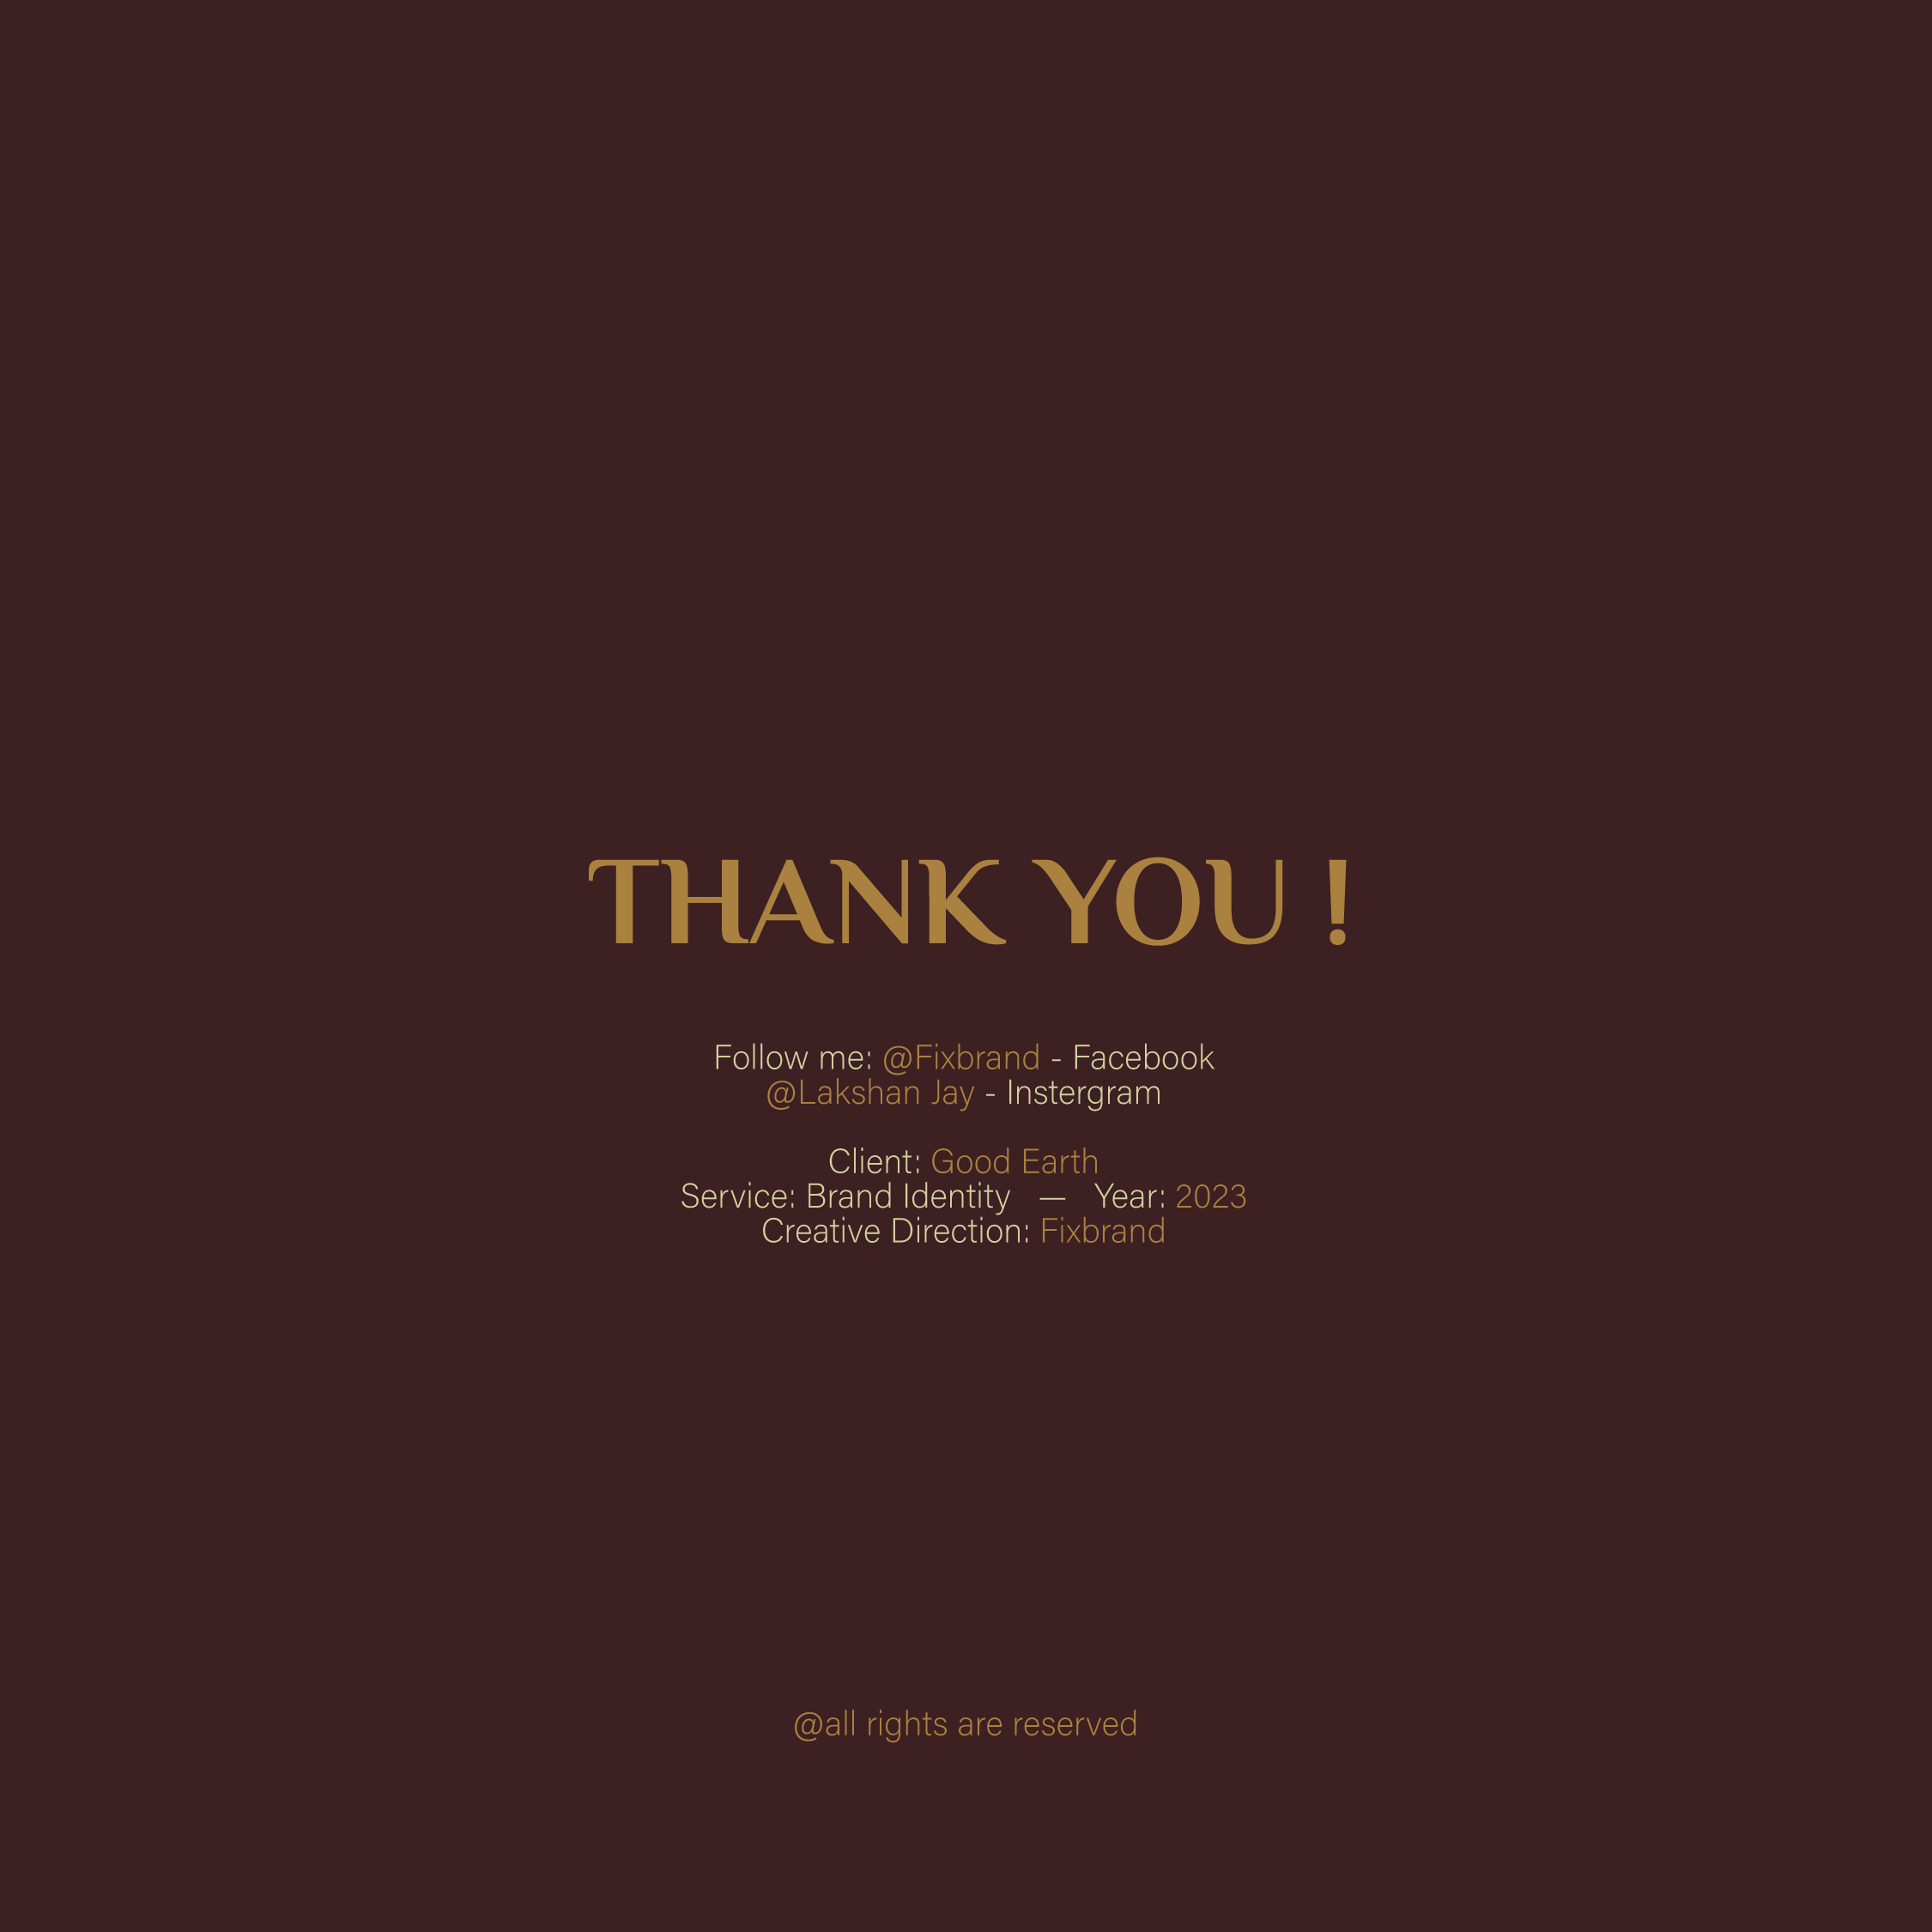 THANK YOU !
Follow me: @Fixbrand - Facebook
@Lakshan Jay - Instergram
Client: Good Earth
Service: Brand Identity — Year: 2023
Creative Direction: Fixbrand
@all rights are reserved